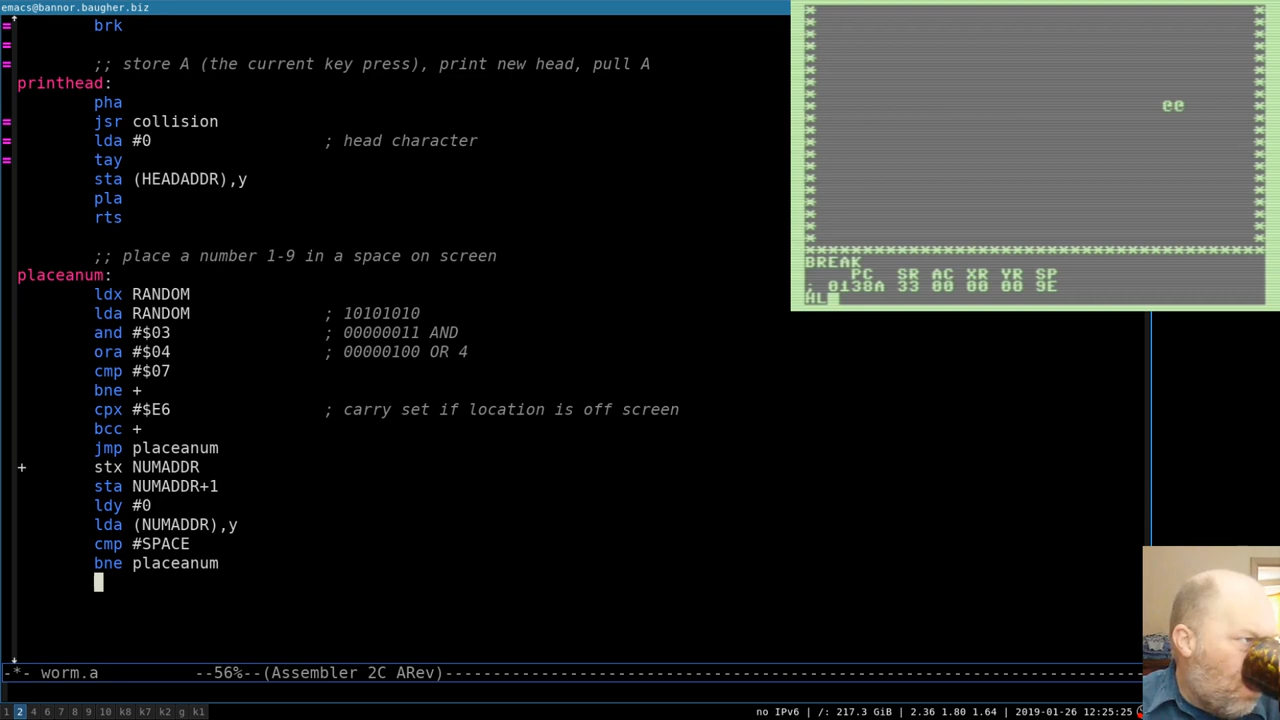 emacs@bannor.baugher.biz
= brk
=
= ;; store A (the current key press), print new head, pull A
printhead:
pha
= jsr collision
= lda #0 ; head character
= tay
sta (HEADADDR),y
pla
rts
;; place a number 1-9 in a space on screen
placeanum:
ldx RANDOM
lda RANDOM ; 10101010
and #$03 ; 00000011 AND
ora #$04 ; 00000100 OR 4
cmp #$07
bne +
cpx #$E6 ; carry set if location is off screen
bcc +
jmp placeanum
+ stx NUMADDR
sta NUMADDR+1
ldy #0
lda (NUMADDR),y
cmp #SPACE
bne placeanum
-*- worm.a --56%--(Assembler 2C ARev)
1 2 3 4 5 6 7 8 9 10 k8 k7 k2 g k1
no IPv6 | /: 217.3 GiB | 2.36 1.80 1.64 | 2019-01-26 12:25:25
@@
BREAK
PC SR AC XR YR SP
; 0138A 33 00 00 00 9E
HL